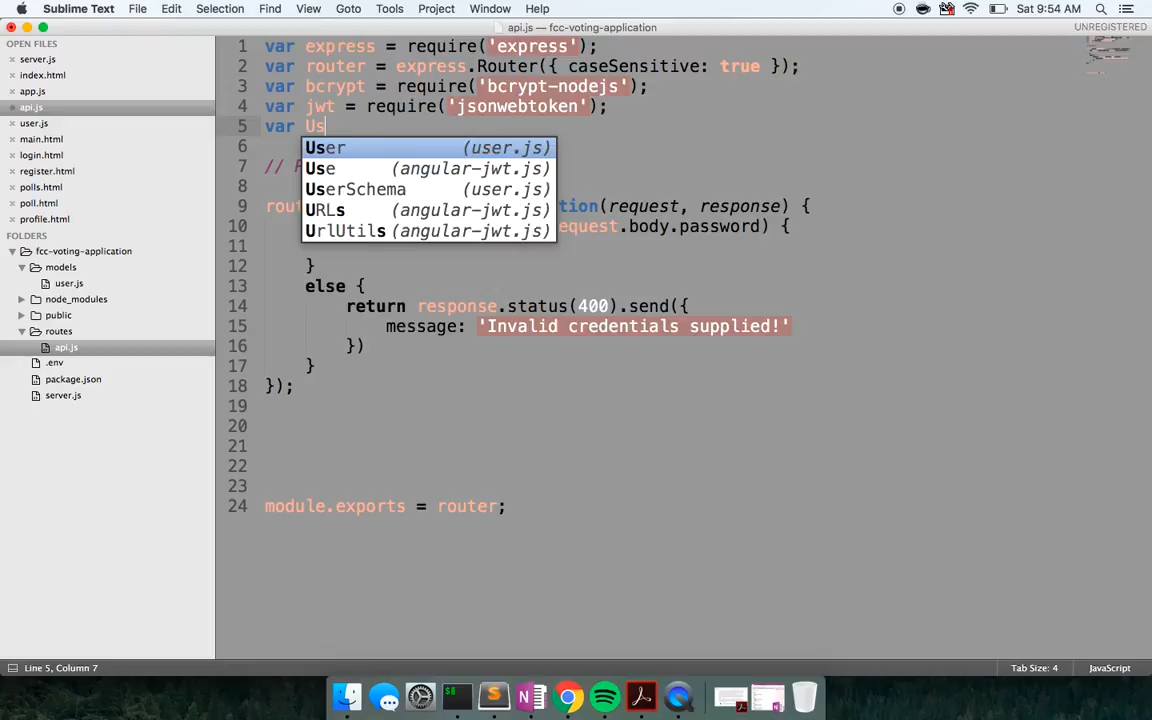 Sublime Text File Edit Selection Find View Goto Tools Project Window Help Sat 9:54 AM
api.js — fcc-voting-application UNREGISTERED
OPEN FILES
server.js
index.html
app.js
api.js
user.js
main.html
login.html
register.html
polls.html
poll.html
profile.html
FOLDERS
fcc-voting-application
models
user.js
node_modules
public
routes
api.js
.env
package.json
server.js
1 var express = require('express');
2 var router = express.Router({ caseSensitive: true });
3 var bcrypt = require('bcrypt-nodejs');
4 var jwt = require('jsonwebtoken');
5 var Us
User (user.js)
Use (angular-jwt.js)
UserSchema (user.js)
URLs (angular-jwt.js)
UrlUtils (angular-jwt.js)
6
7 //
8
9 rou tion(request, response) {
10 equest.body.password) {
11
12 }
13 else {
14 return response.status(400).send({
15 message: 'Invalid credentials supplied!'
16 })
17 }
18 });
19
20
21
22
23
24 module.exports = router;
Line 5, Column 7 Tab Size: 4 JavaScript